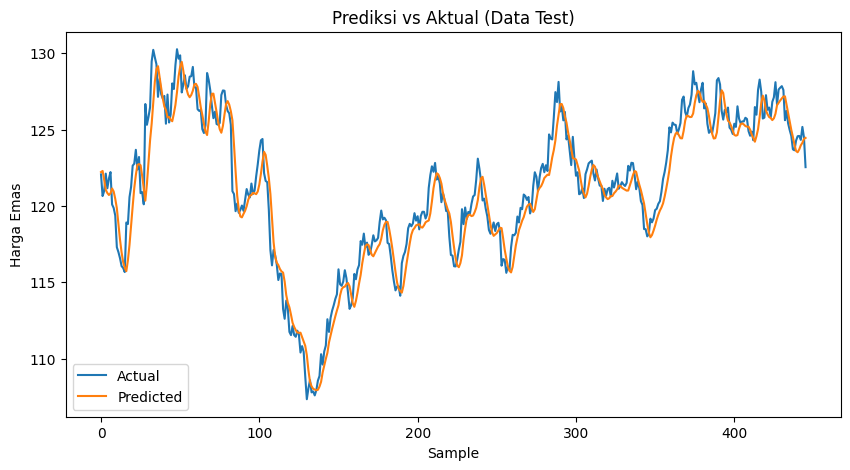 Prediksi vs Aktual (Data Test)
Harga Emas
130
125
120
115
110
Actual
Predicted
0
100
200
300
400
Sample